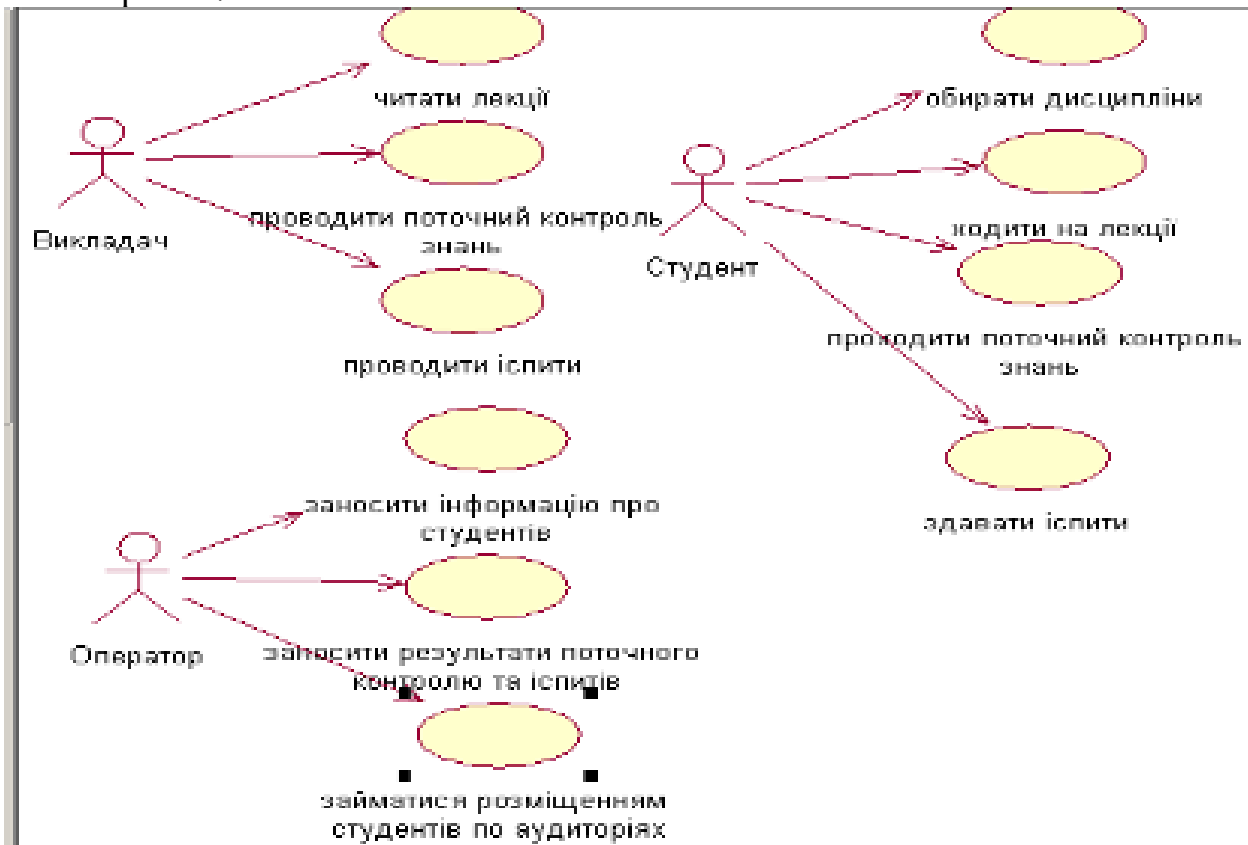 читати лекції
проводити поточний контроль
знань
Викладач
проводити іспити
обирати дисципліни
ходити на лекції
Студент
проходити поточний контроль
знань
здавати іспити
заносити інформацію про
студентів
Оператор
заносити результати поточного
контролю та іспитів
займатися розміщенням
студентів по аудиторіях